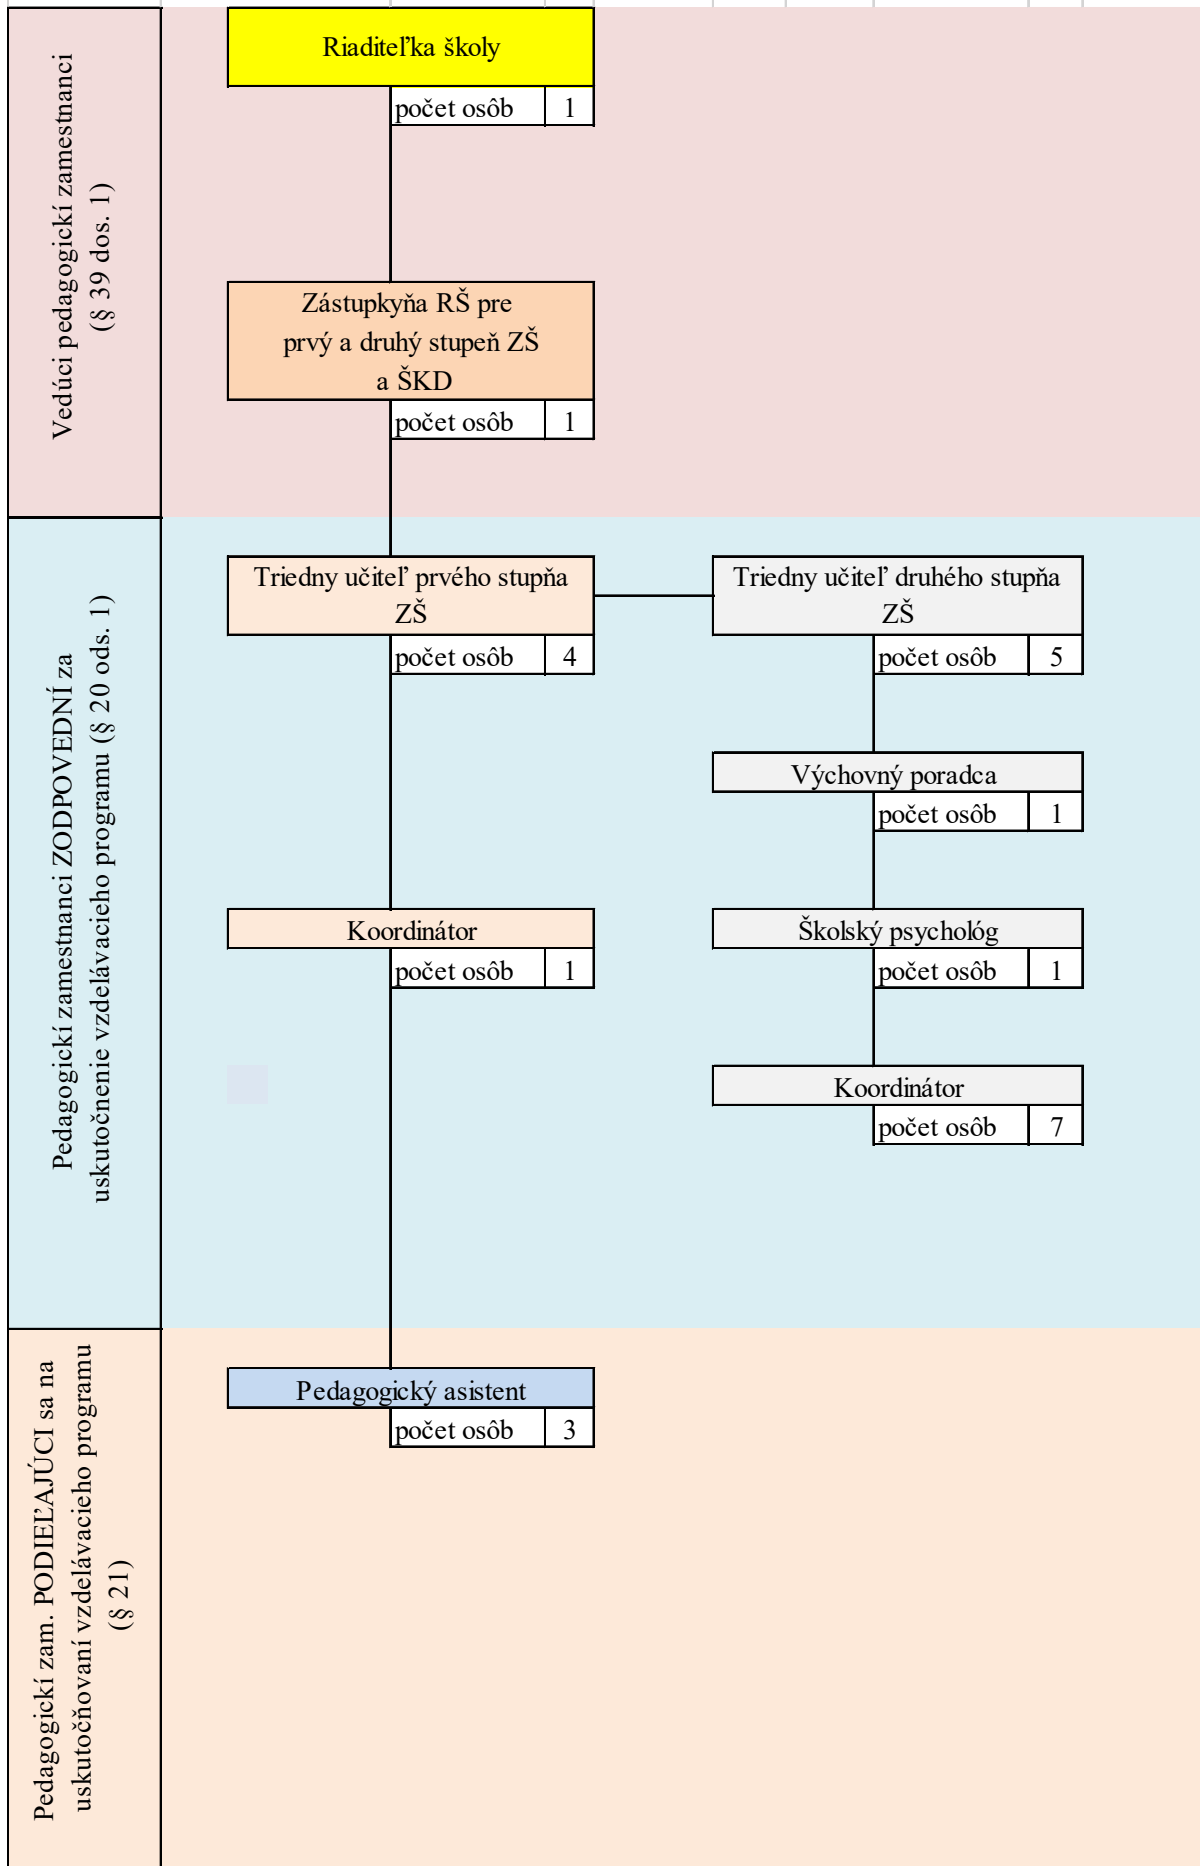 Vedúci pedagogickí zamestnanci
(§ 39 dos. 1)
Riaditeľka školy
počet osôb 1
Zástupkyňa RŠ pre
prvý a druhý stupeň ZŠ
a ŠKD
počet osôb 1
Pedagogickí zamestnanci ZODPOVEDNÍ za
uskutočnenie vzdelávacieho programu (§ 20 ods. 1)
Triedny učiteľ prvého stupňa
ZŠ
počet osôb 4
Triedny učiteľ druhého stupňa
ZŠ
počet osôb 5
Výchovný poradca
počet osôb 1
Koordinátor
počet osôb 1
Školský psychológ
počet osôb 1
Koordinátor
počet osôb 7
Pedagogickí zam. PODIEĽAJÚCI sa na
uskutočňovaní vzdelávacieho programu
(§ 21)
Pedagogický asistent
počet osôb 3